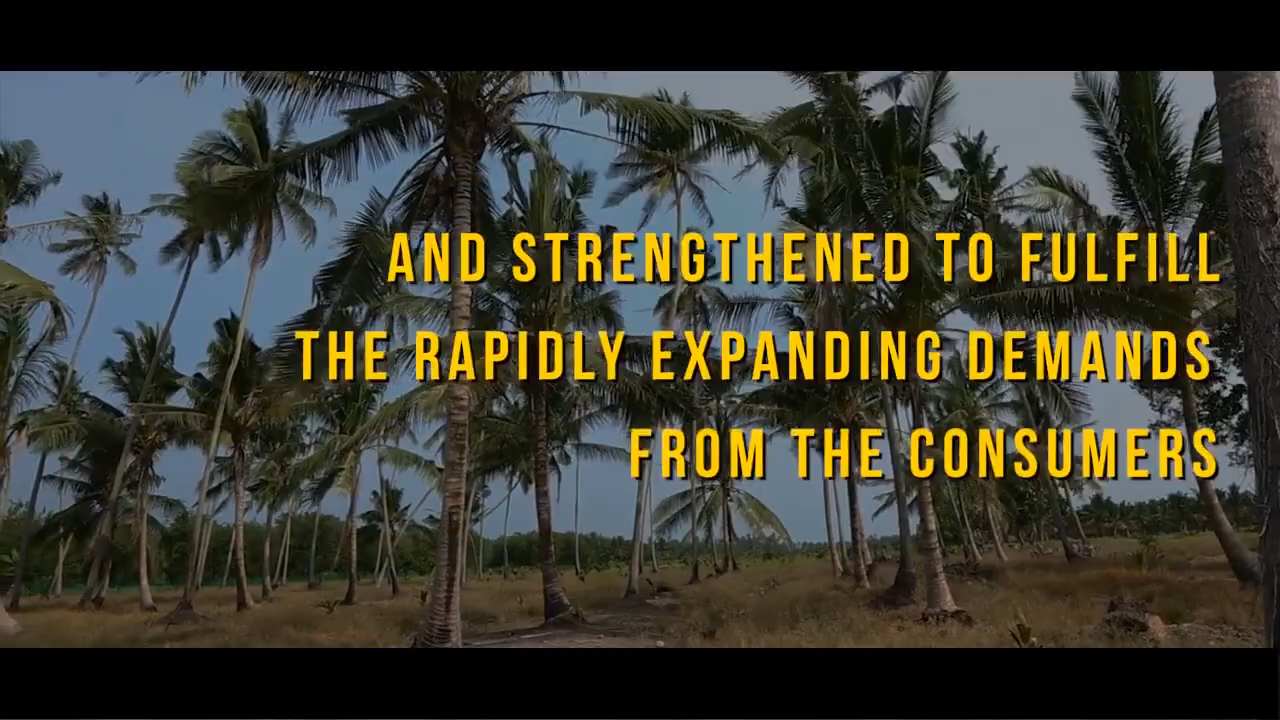 AND STRENGTHENED TO FULFILL
THE RAPIDLY EXPANDING DEMANDS
FROM THE CONSUMERS